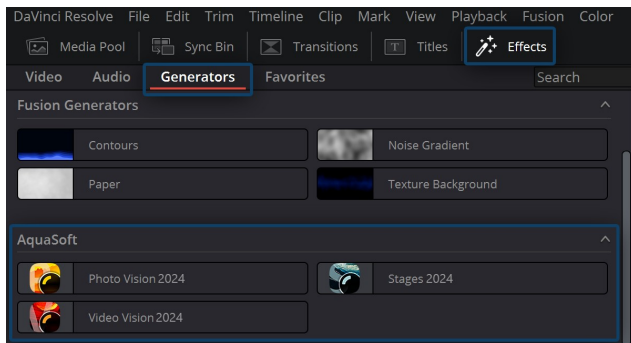 DaVinci Resolve File Edit Trim Timeline Clip Mark View Playback Fusion Color
Media Pool Sync Bin Transitions T Titles Effects
Video Audio Generators Favorites Search
Fusion Generators
Contours Noise Gradient
Paper Texture Background
AquaSoft
Photo Vision 2024 Stages 2024
Video Vision 2024